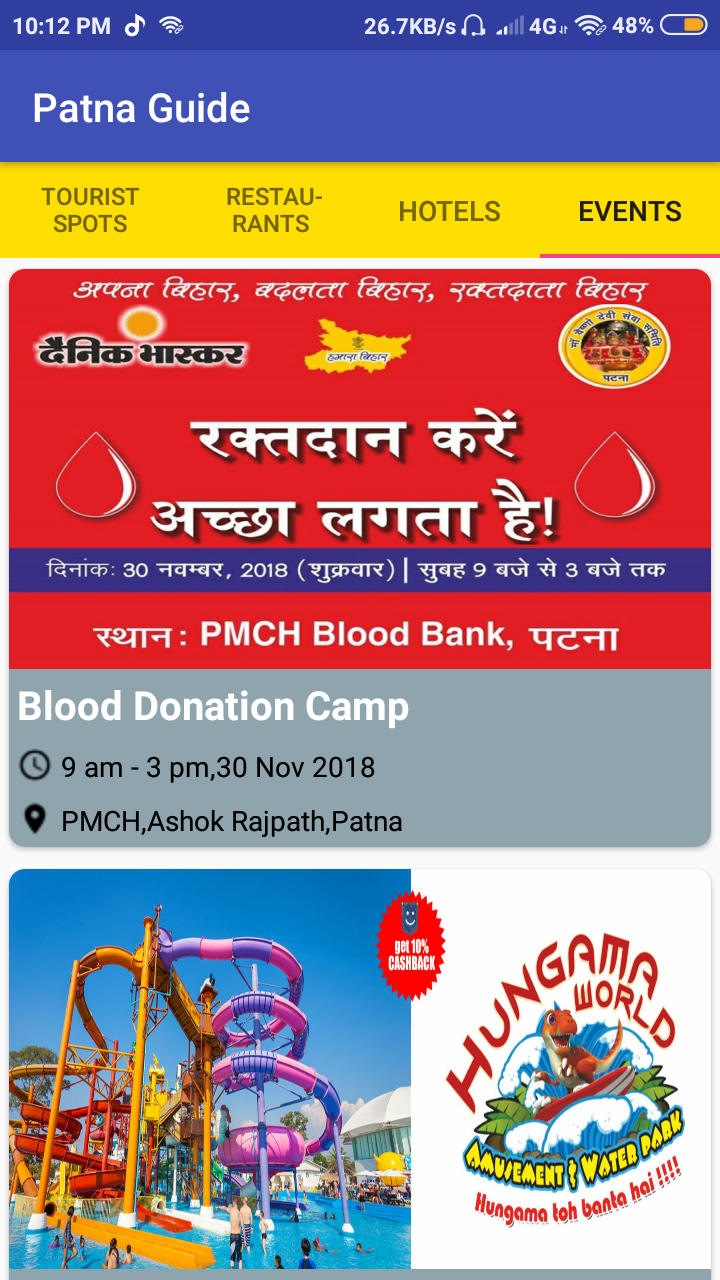 10:12 PM 26.7KB/s 4G 48%
Patna Guide
TOURIST
SPOTS
RESTAU-
RANTS
HOTELS
EVENTS
अपना बिहार, बदलता बिहार, रक्तदाता बिहार
दैनिक भास्कर
हमारा बिहार
माँ वैष्णो देवी सेवा समिति
पटना
रक्तदान करें
अच्छा लगता है!
दिनांक: 30 नवम्बर, 2018 (शुक्रवार) | सुबह 9 बजे से 3 बजे तक
स्थान : PMCH Blood Bank, पटना
Blood Donation Camp
9 am - 3 pm,30 Nov 2018
PMCH,Ashok Rajpath,Patna
get 10%
CASHBACK
HUNGAMA
WORLD
AMUSEMENT & WATER PARK
Hungama toh banta hai !!!!